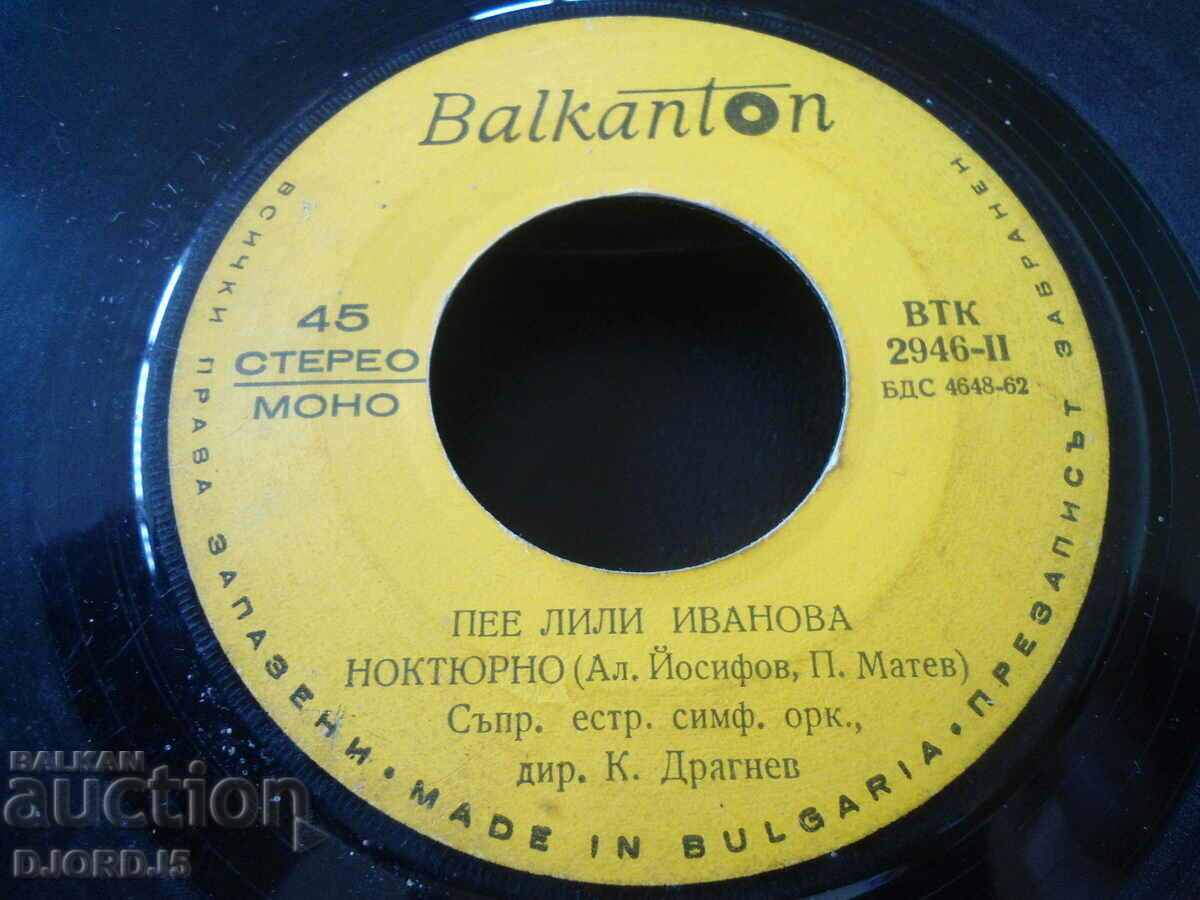 Balkanton
45
СТЕРЕО
МОНО
ВТК
2946-II
БДС 4648-62
ПЕЕ ЛИЛИ ИВАНОВА
НОКТЮРНО (Ал. Йосифов, П. Матев)
Съпр. естр. симф. орк.,
дир. К. Драгнев
ВСИЧКИ ПРАВА ЗАПАЗЕНИ • MADE IN BULGARIA • ПРЕЗАПИСЪТ ЗАБРАНЕН
BALKAN
auction
DJORDJ5